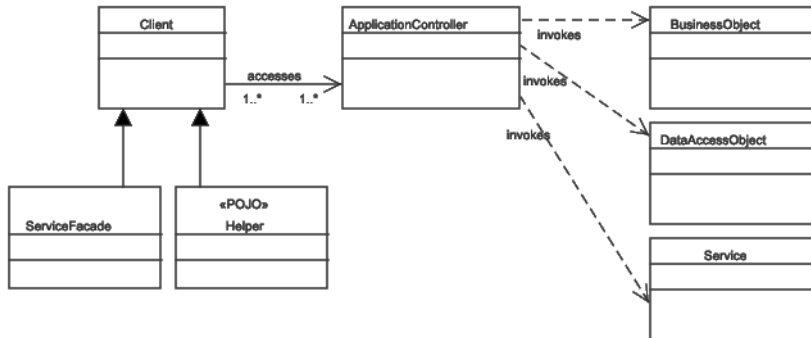 Client
ApplicationController
BusinessObject
invokes
accesses
1..*
1..*
invokes
invokes
DataAccessObject
«POJO»
ServiceFacade
Helper
Service